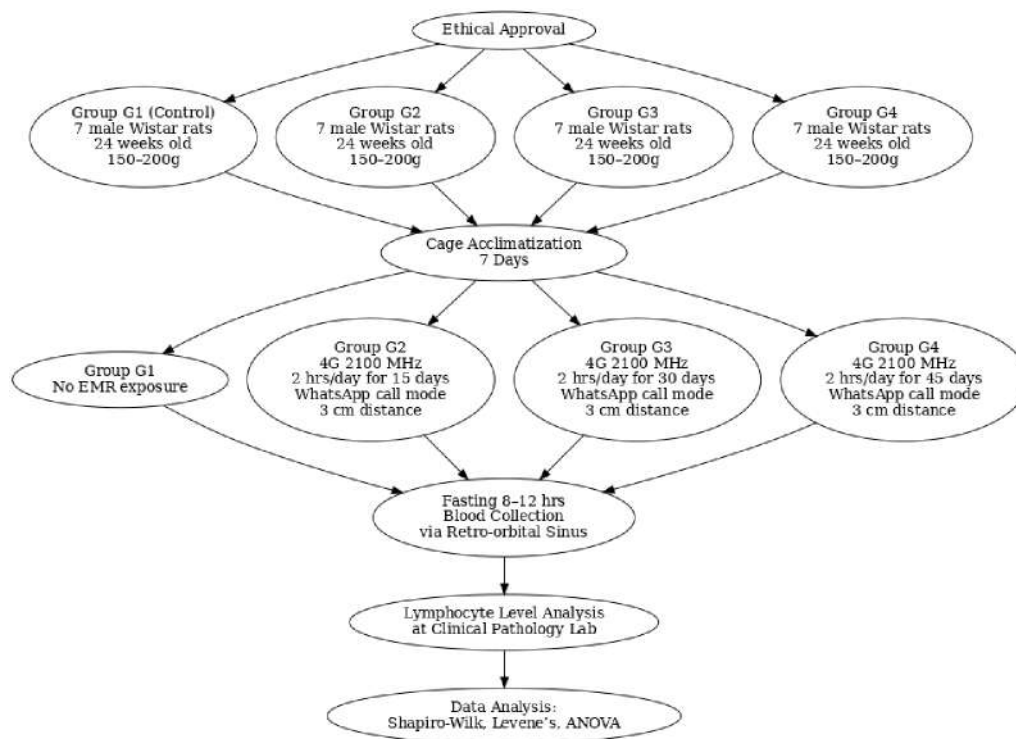 Ethical Approval
Group G1 (Control)
7 male Wistar rats
24 weeks old
150–200g
Group G2
7 male Wistar rats
24 weeks old
150–200g
Group G3
7 male Wistar rats
24 weeks old
150–200g
Group G4
7 male Wistar rats
24 weeks old
150–200g
Cage Acclimatization
7 Days
Group G1
No EMR exposure
Group G2
4G 2100 MHz
2 hrs/day for 15 days
WhatsApp call mode
3 cm distance
Group G3
4G 2100 MHz
2 hrs/day for 30 days
WhatsApp call mode
3 cm distance
Group G4
4G 2100 MHz
2 hrs/day for 45 days
WhatsApp call mode
3 cm distance
Fasting 8–12 hrs
Blood Collection
via Retro-orbital Sinus
Lymphocyte Level Analysis
at Clinical Pathology Lab
Data Analysis:
Shapiro-Wilk, Levene's, ANOVA